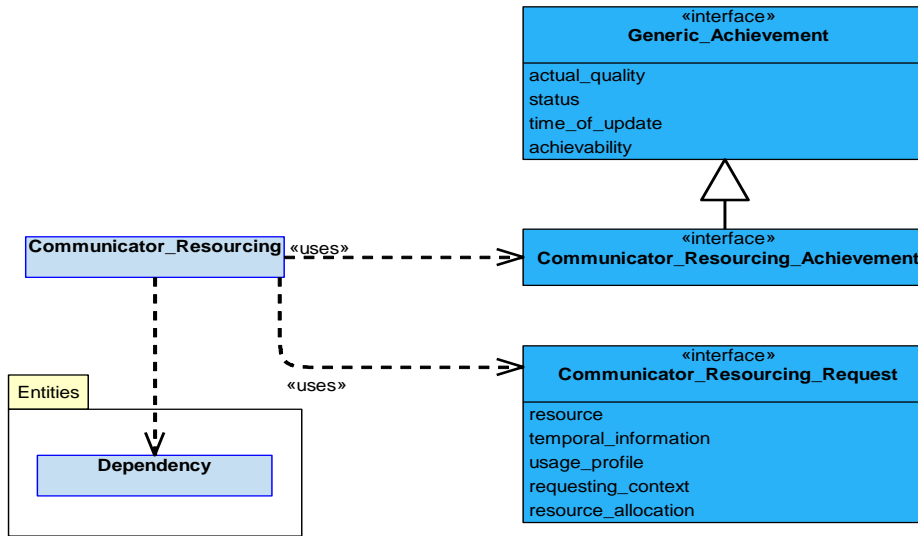 «interface»
Generic_Achievement
actual_quality
status
time_of_update
achievability
Communicator_Resourcing
«uses»
«interface»
Communicator_Resourcing_Achievement
«uses»
«interface»
Communicator_Resourcing_Request
resource
temporal_information
usage_profile
requesting_context
resource_allocation
Entities
Dependency